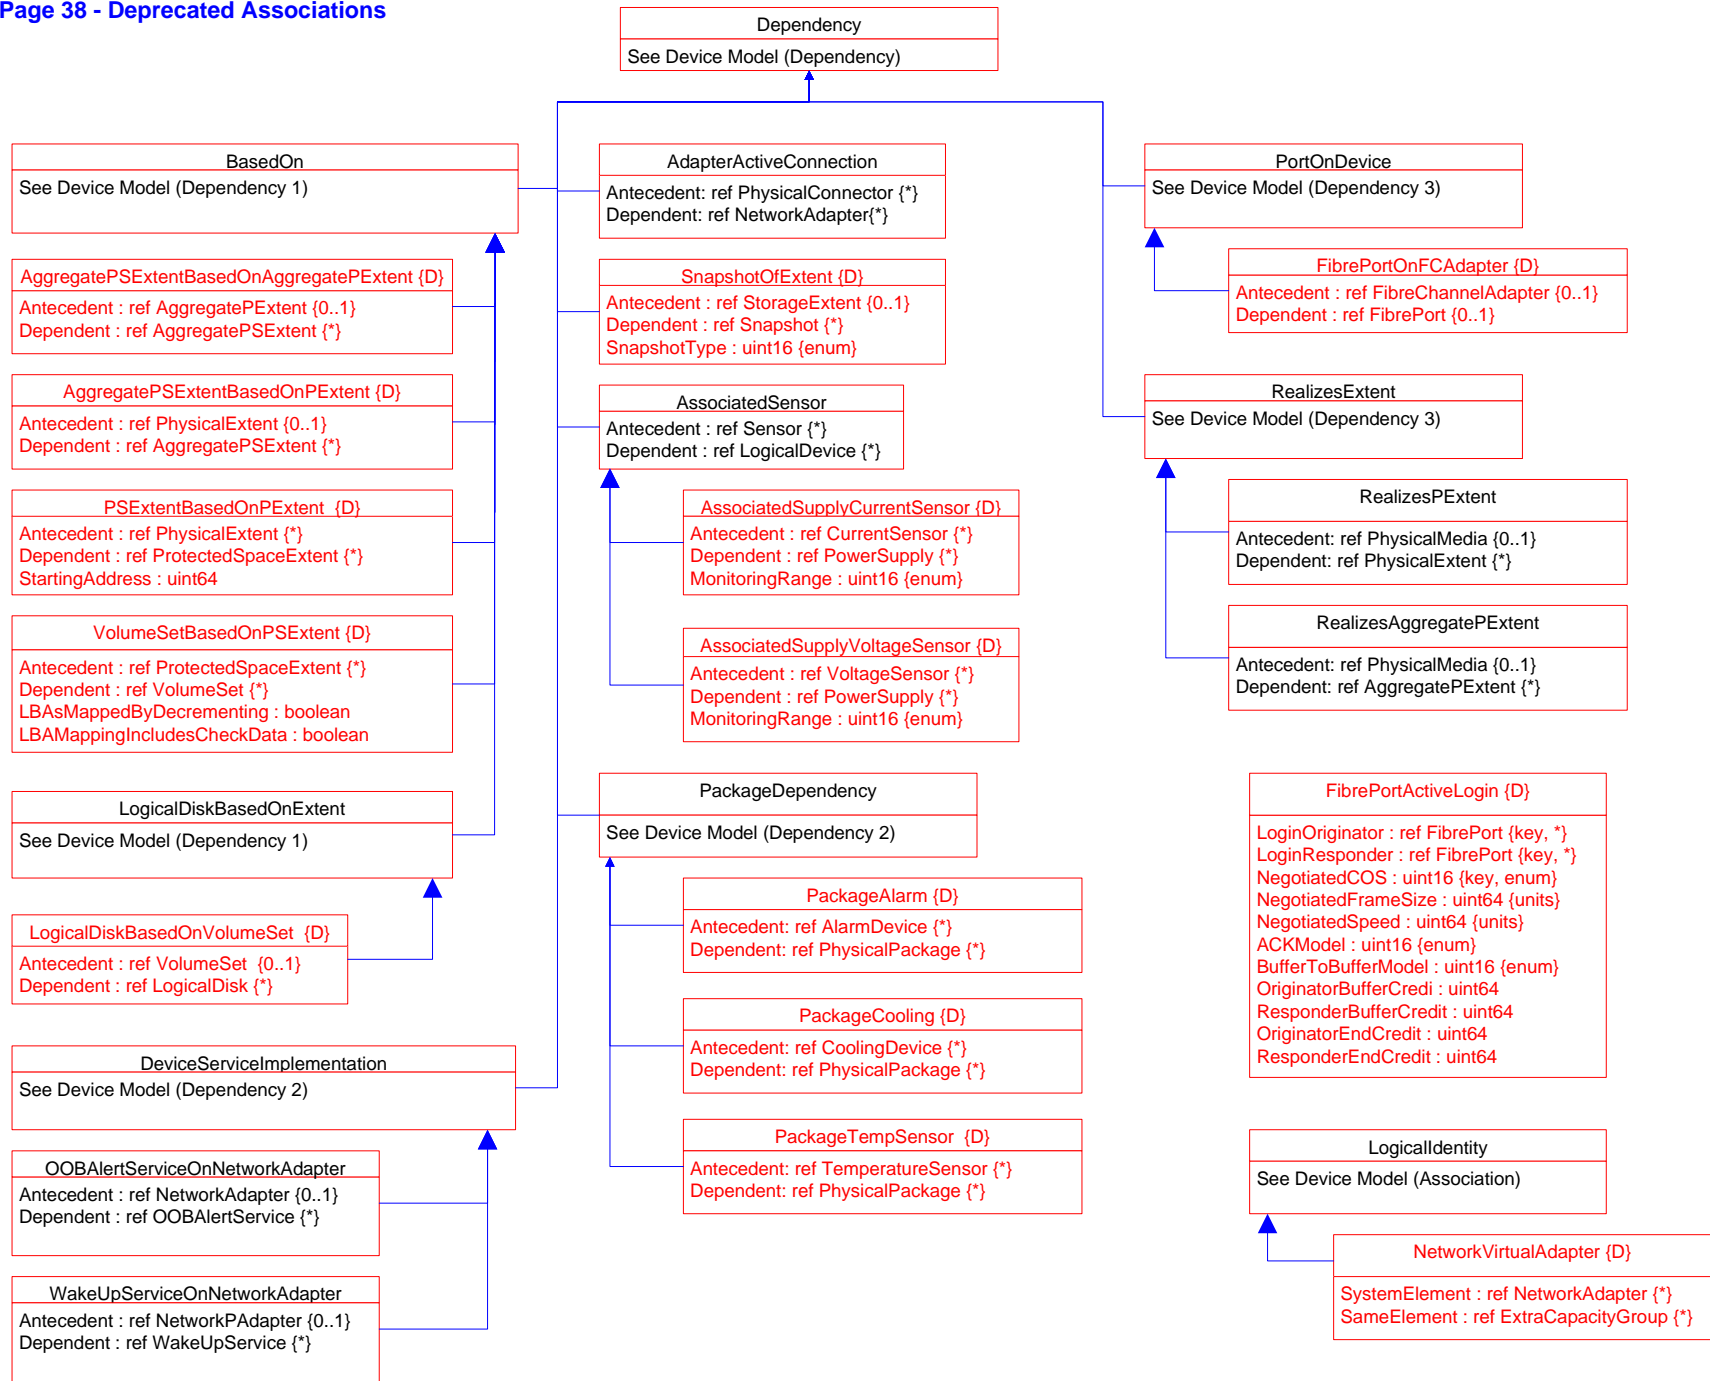 Page 38 - Deprecated Associations
Dependency
See Device Model (Dependency)
BasedOn
See Device Model (Dependency 1)
AggregatePSExtentBasedOnAggregatePExtent {D}
Antecedent : ref AggregatePExtent {0..1}
Dependent : ref AggregatePSExtent {*}
AggregatePSExtentBasedOnPExtent {D}
Antecedent : ref PhysicalExtent {0..1}
Dependent : ref AggregatePSExtent {*}
PSExtentBasedOnPExtent {D}
Antecedent : ref PhysicalExtent {*}
Dependent : ref ProtectedSpaceExtent {*}
StartingAddress : uint64
VolumeSetBasedOnPSExtent {D}
Antecedent : ref ProtectedSpaceExtent {*}
Dependent : ref VolumeSet {*}
LBAsMappedByDecrementing : boolean
LBAMappingIncludesCheckData : boolean
LogicalDiskBasedOnExtent
See Device Model (Dependency 1)
LogicalDiskBasedOnVolumeSet {D}
Antecedent : ref VolumeSet {0..1}
Dependent : ref LogicalDisk {*}
DeviceServiceImplementation
See Device Model (Dependency 2)
OOBAlertServiceOnNetworkAdapter
Antecedent : ref NetworkAdapter {0..1}
Dependent : ref OOBAlertService {*}
WakeUpServiceOnNetworkAdapter
Antecedent : ref NetworkPAdapter {0..1}
Dependent : ref WakeUpService {*}
AdapterActiveConnection
Antecedent: ref PhysicalConnector {*}
Dependent: ref NetworkAdapter{*}
SnapshotOfExtent {D}
Antecedent : ref StorageExtent {0..1}
Dependent : ref Snapshot {*}
SnapshotType : uint16 {enum}
AssociatedSensor
Antecedent : ref Sensor {*}
Dependent : ref LogicalDevice {*}
AssociatedSupplyCurrentSensor {D}
Antecedent : ref CurrentSensor {*}
Dependent : ref PowerSupply {*}
MonitoringRange : uint16 {enum}
AssociatedSupplyVoltageSensor {D}
Antecedent : ref VoltageSensor {*}
Dependent : ref PowerSupply {*}
MonitoringRange : uint16 {enum}
PackageDependency
See Device Model (Dependency 2)
PackageAlarm {D}
Antecedent: ref AlarmDevice {*}
Dependent: ref PhysicalPackage {*}
PackageCooling {D}
Antecedent: ref CoolingDevice {*}
Dependent: ref PhysicalPackage {*}
PackageTempSensor {D}
Antecedent: ref TemperatureSensor {*}
Dependent: ref PhysicalPackage {*}
PortOnDevice
See Device Model (Dependency 3)
FibrePortOnFCAdapter {D}
Antecedent : ref FibreChannelAdapter {0..1}
Dependent : ref FibrePort {0..1}
RealizesExtent
See Device Model (Dependency 3)
RealizesPExtent
Antecedent: ref PhysicalMedia {0..1}
Dependent: ref PhysicalExtent {*}
RealizesAggregatePExtent
Antecedent: ref PhysicalMedia {0..1}
Dependent: ref AggregatePExtent {*}
FibrePortActiveLogin {D}
LoginOriginator : ref FibrePort {key, *}
LoginResponder : ref FibrePort {key, *}
NegotiatedCOS : uint16 {key, enum}
NegotiatedFrameSize : uint64 {units}
NegotiatedSpeed : uint64 {units}
ACKModel : uint16 {enum}
BufferToBufferModel : uint16 {enum}
OriginatorBufferCredi : uint64
ResponderBufferCredit : uint64
OriginatorEndCredit : uint64
ResponderEndCredit : uint64
LogicalIdentity
See Device Model (Association)
NetworkVirtualAdapter {D}
SystemElement : ref NetworkAdapter {*}
SameElement : ref ExtraCapacityGroup {*}